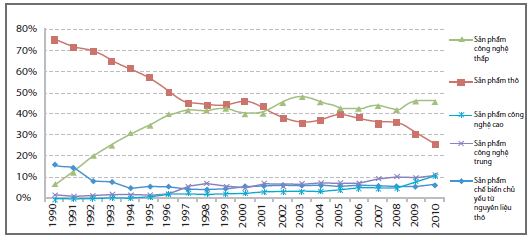 80%
70%
60%
50%
40%
30%
20%
10%
0%
1990
1991
1992
1993
1994
1995
1996
1997
1998
1999
2000
2001
2002
2003
2004
2005
2006
2007
2008
2009
2010
Sản phẩm
công nghệ
thấp
Sản phẩm thô
Sản phẩm công
nghệ cao
Sản phẩm
công nghệ
trung
Sản phẩm
chế biến chủ
yếu từ
nguyên liệu
thô